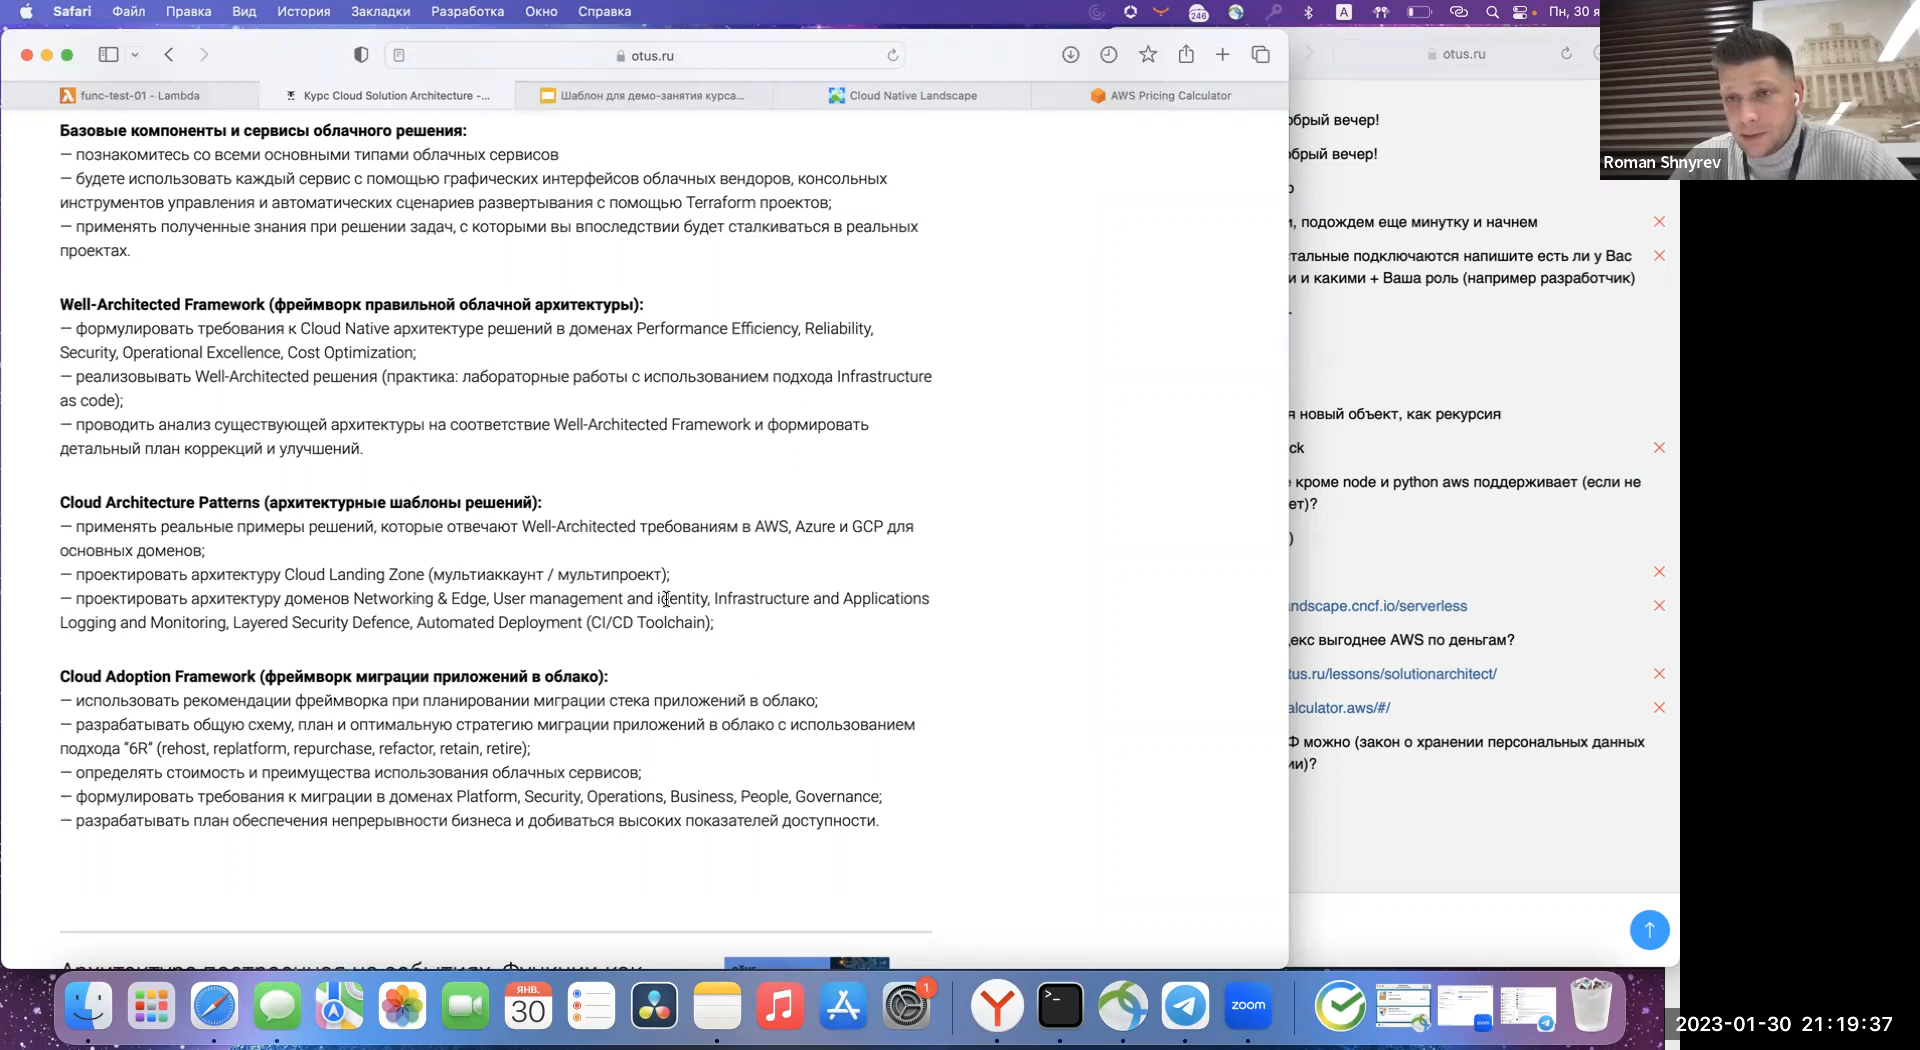 Safari Файл Правка Вид История Закладки Разработка Окно Справка
246 A Пн, 30 я
otus.ru
func-test-01 - Lambda
Курс Cloud Solution Architecture -...
Шаблон для демо-занятия курса...
Cloud Native Landscape
AWS Pricing Calculator
Базовые компоненты и сервисы облачного решения:
— познакомитесь со всеми основными типами облачных сервисов
— будете использовать каждый сервис с помощью графических интерфейсов облачных вендоров, консольных
инструментов управления и автоматических сценариев развертывания с помощью Terraform проектов;
— применять полученные знания при решении задач, с которыми вы впоследствии будет сталкиваться в реальных
проектах.
Well-Architected Framework (фреймворк правильной облачной архитектуры):
— формулировать требования к Cloud Native архитектуре решений в доменах Performance Efficiency, Reliability,
Security, Operational Excellence, Cost Optimization;
— реализовывать Well-Architected решения (практика: лабораторные работы с использованием подхода Infrastructure
as code);
— проводить анализ существующей архитектуры на соответствие Well-Architected Framework и формировать
детальный план коррекций и улучшений.
Cloud Architecture Patterns (архитектурные шаблоны решений):
— применять реальные примеры решений, которые отвечают Well-Architected требованиям в AWS, Azure и GCP для
основных доменов;
— проектировать архитектуру Cloud Landing Zone (мультиаккаунт / мультипроект);
— проектировать архитектуру доменов Networking & Edge, User management and identity, Infrastructure and Applications
Logging and Monitoring, Layered Security Defence, Automated Deployment (CI/CD Toolchain);
Cloud Adoption Framework (фреймворк миграции приложений в облако):
— использовать рекомендации фреймворка при планировании миграции стека приложений в облако;
— разрабатывать общую схему, план и оптимальную стратегию миграции приложений в облако с использованием
подхода "6R" (rehost, replatform, repurchase, refactor, retain, retire);
— определять стоимость и преимущества использования облачных сервисов;
— формулировать требования к миграции в доменах Platform, Security, Operations, Business, People, Governance;
— разрабатывать план обеспечения непрерывности бизнеса и добиваться высоких показателей доступности.
otus.ru
обрый вечер!
обрый вечер!
р
и, подождем еще минутку и начнем
стальные подключаются напишите есть ли у Вас
и и какими + Ваша роль (например разработчик)
я новый объект, как рекурсия
ck
е кроме node и python aws поддерживает (если не
ет)?
)
andscape.cncf.io/serverless
декс выгоднее AWS по деньгам?
tus.ru/lessons/solutionarchitect/
alculator.aws/#/
Ф можно (закон о хранении персональных данных
ии)?
Roman Shnyrev
ЯНВ.
30
1
zoom
2023-01-30 21:19:37